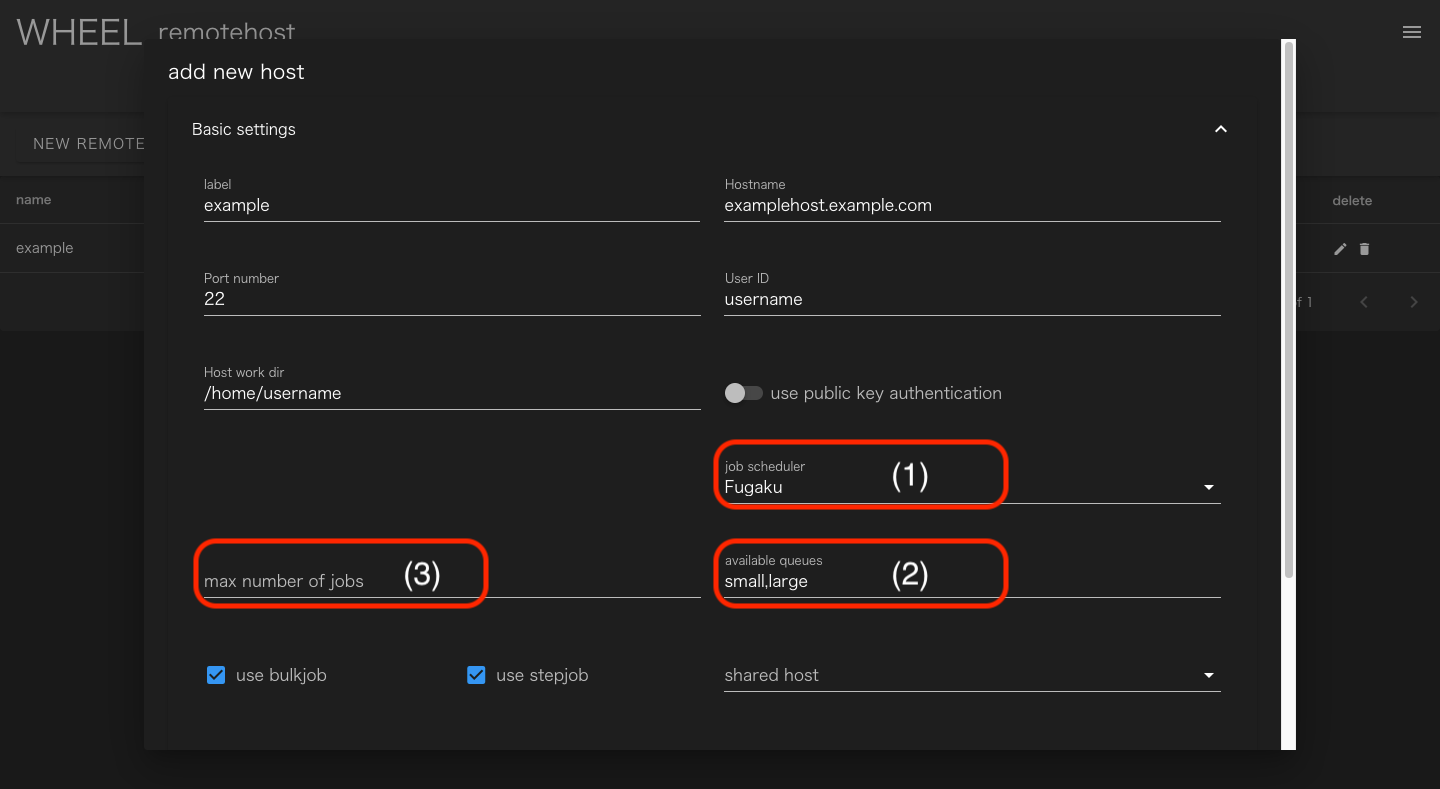 WHEEL remotehost
add new host
Basic settings
NEW REMOTE
label
example
Hostname
examplehost.example.com
name
delete
example
Port number
22
User ID
username
of 1
Host work dir
/home/username
use public key authentication
job scheduler
Fugaku
(1)
max number of jobs
(3)
available queues
small,large
(2)
use bulkjob
use stepjob
shared host